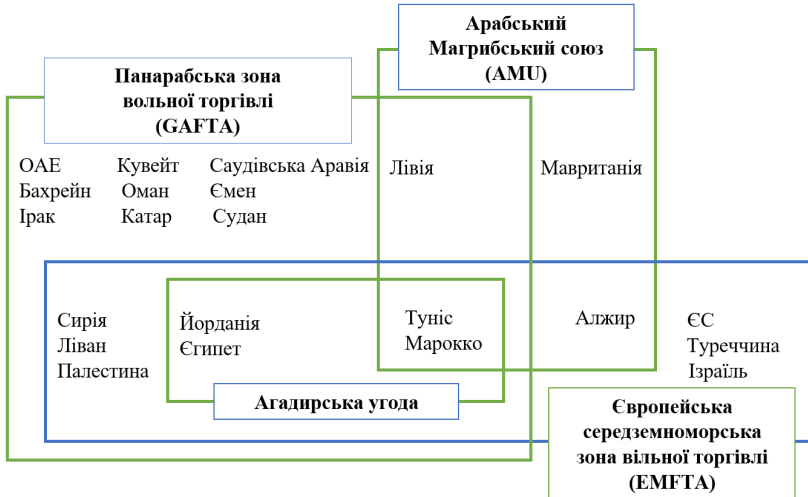 Арабський
Магрибський союз
(AMU)
Панарабська зона
вольної торгівлі
(GAFTA)
ОАЕ Кувейт Саудівська Аравія Лівія Мавританія
Бахрейн Оман Ємен
Ірак Катар Судан
Сирія
Ліван
Палестина
Йорданія
Єгипет
Туніс
Марокко
Алжир
ЄС
Туреччина
Ізраїль
Агадирська угода
Європейська
середземноморська
зона вільної торгівлі
(EMFTA)